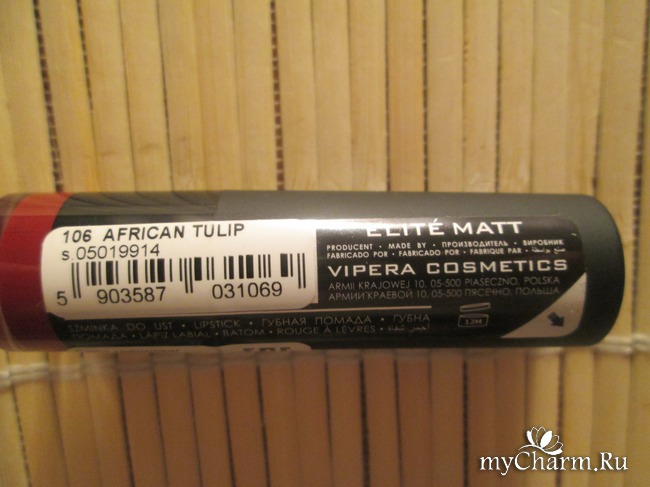 106 AFRICAN TULIP
s.05019914
5 903587 031069
ELITÉ MATT
PRODUCENT • MADE BY • ПРОИЗВОДИТЕЛЬ • ВИРОБНИК
FABRICADO POR • FABRICADO POR • FABRIQUE PAR •
VIPERA COSMETICS
ARMII KRAJOWEJ 10, 05-500 PIASECZNO, POLSKA
АРМИИ КРАЕВОЙ 10, 05-500 ПЯСЕЧНО, ПОЛЬША
12M
SZMINKA DO UST • LIPSTICK • ГУБНАЯ ПОМАДА • ГУБНА
ПОМАДА • LÁPIZ LABIAL • BATOM • ROUGE À LÈVRES •
myCharm.Ru